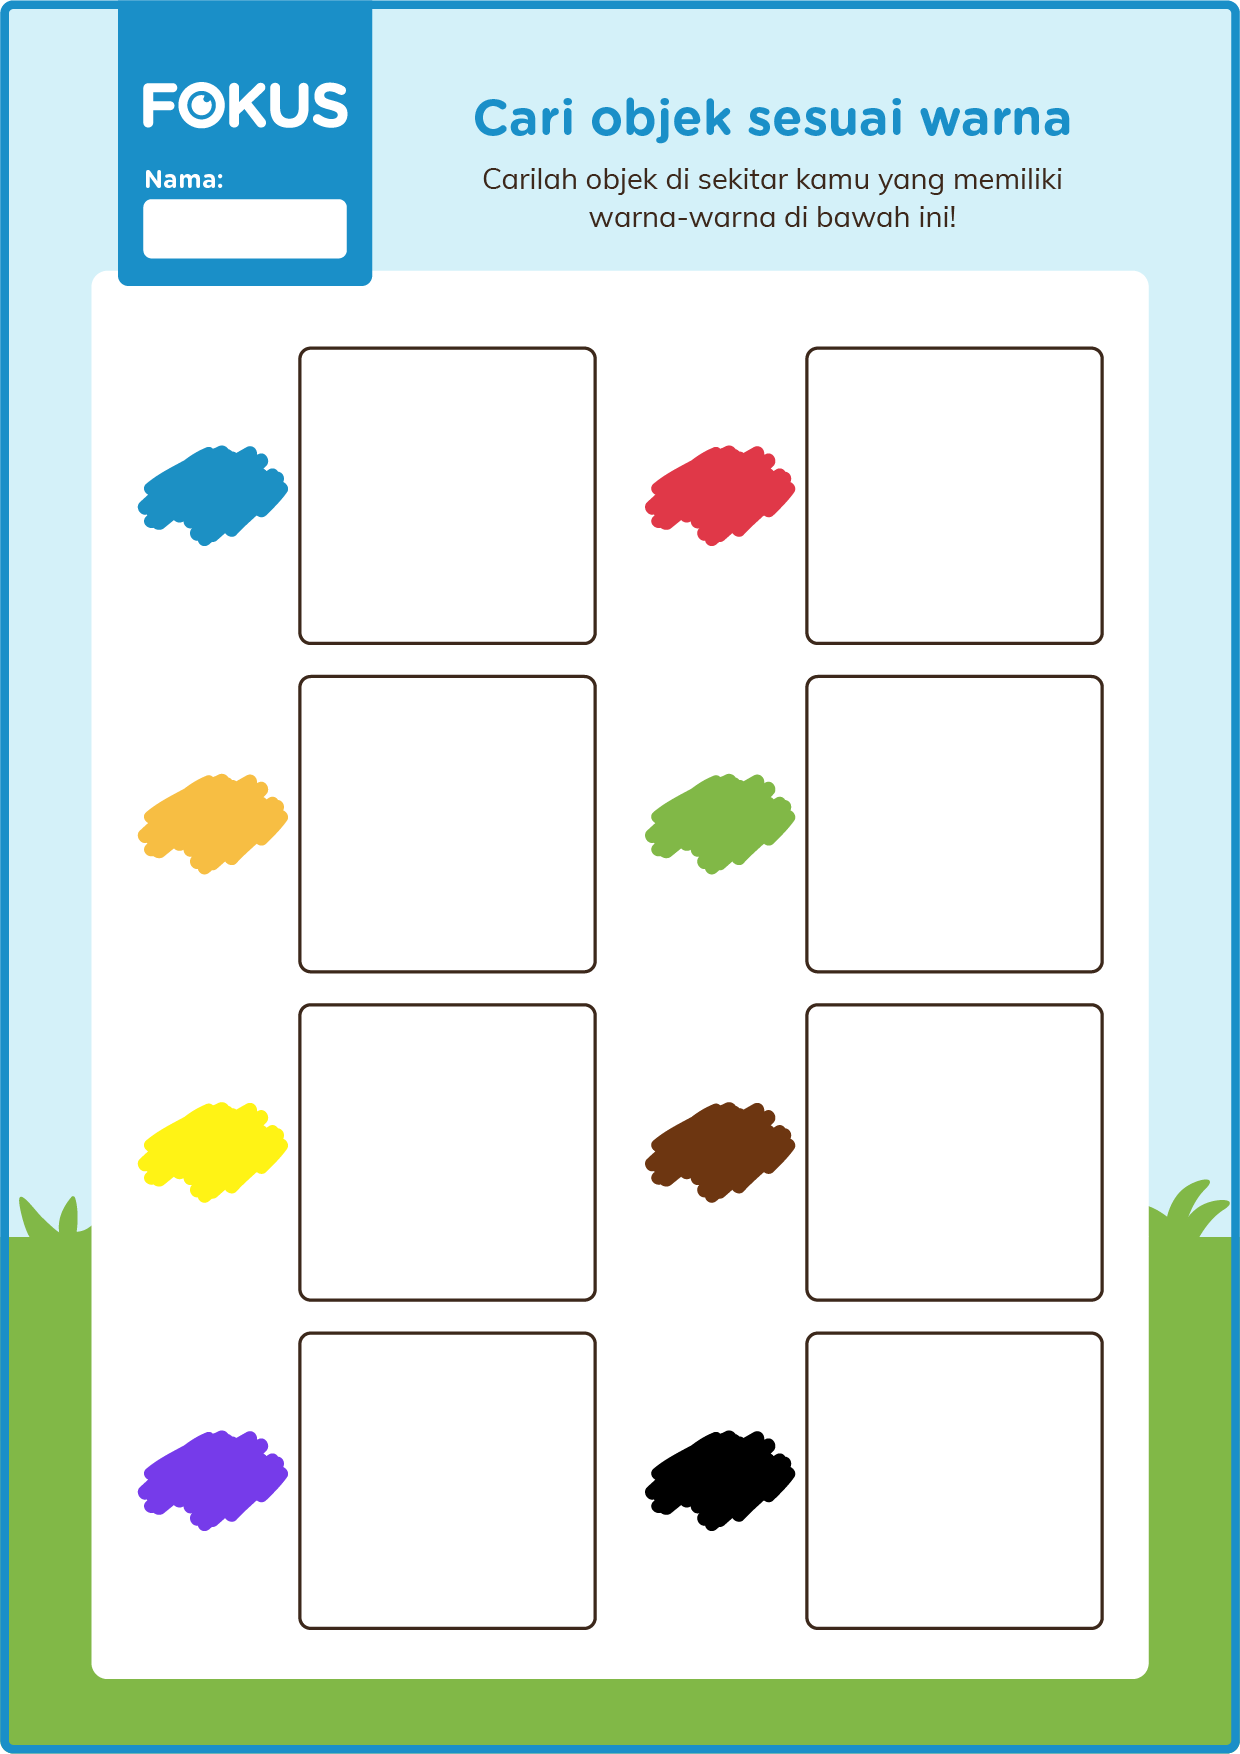 FOKUS
Nama:
Cari objek sesuai warna
Carilah objek di sekitar kamu yang memiliki
warna-warna di bawah ini!